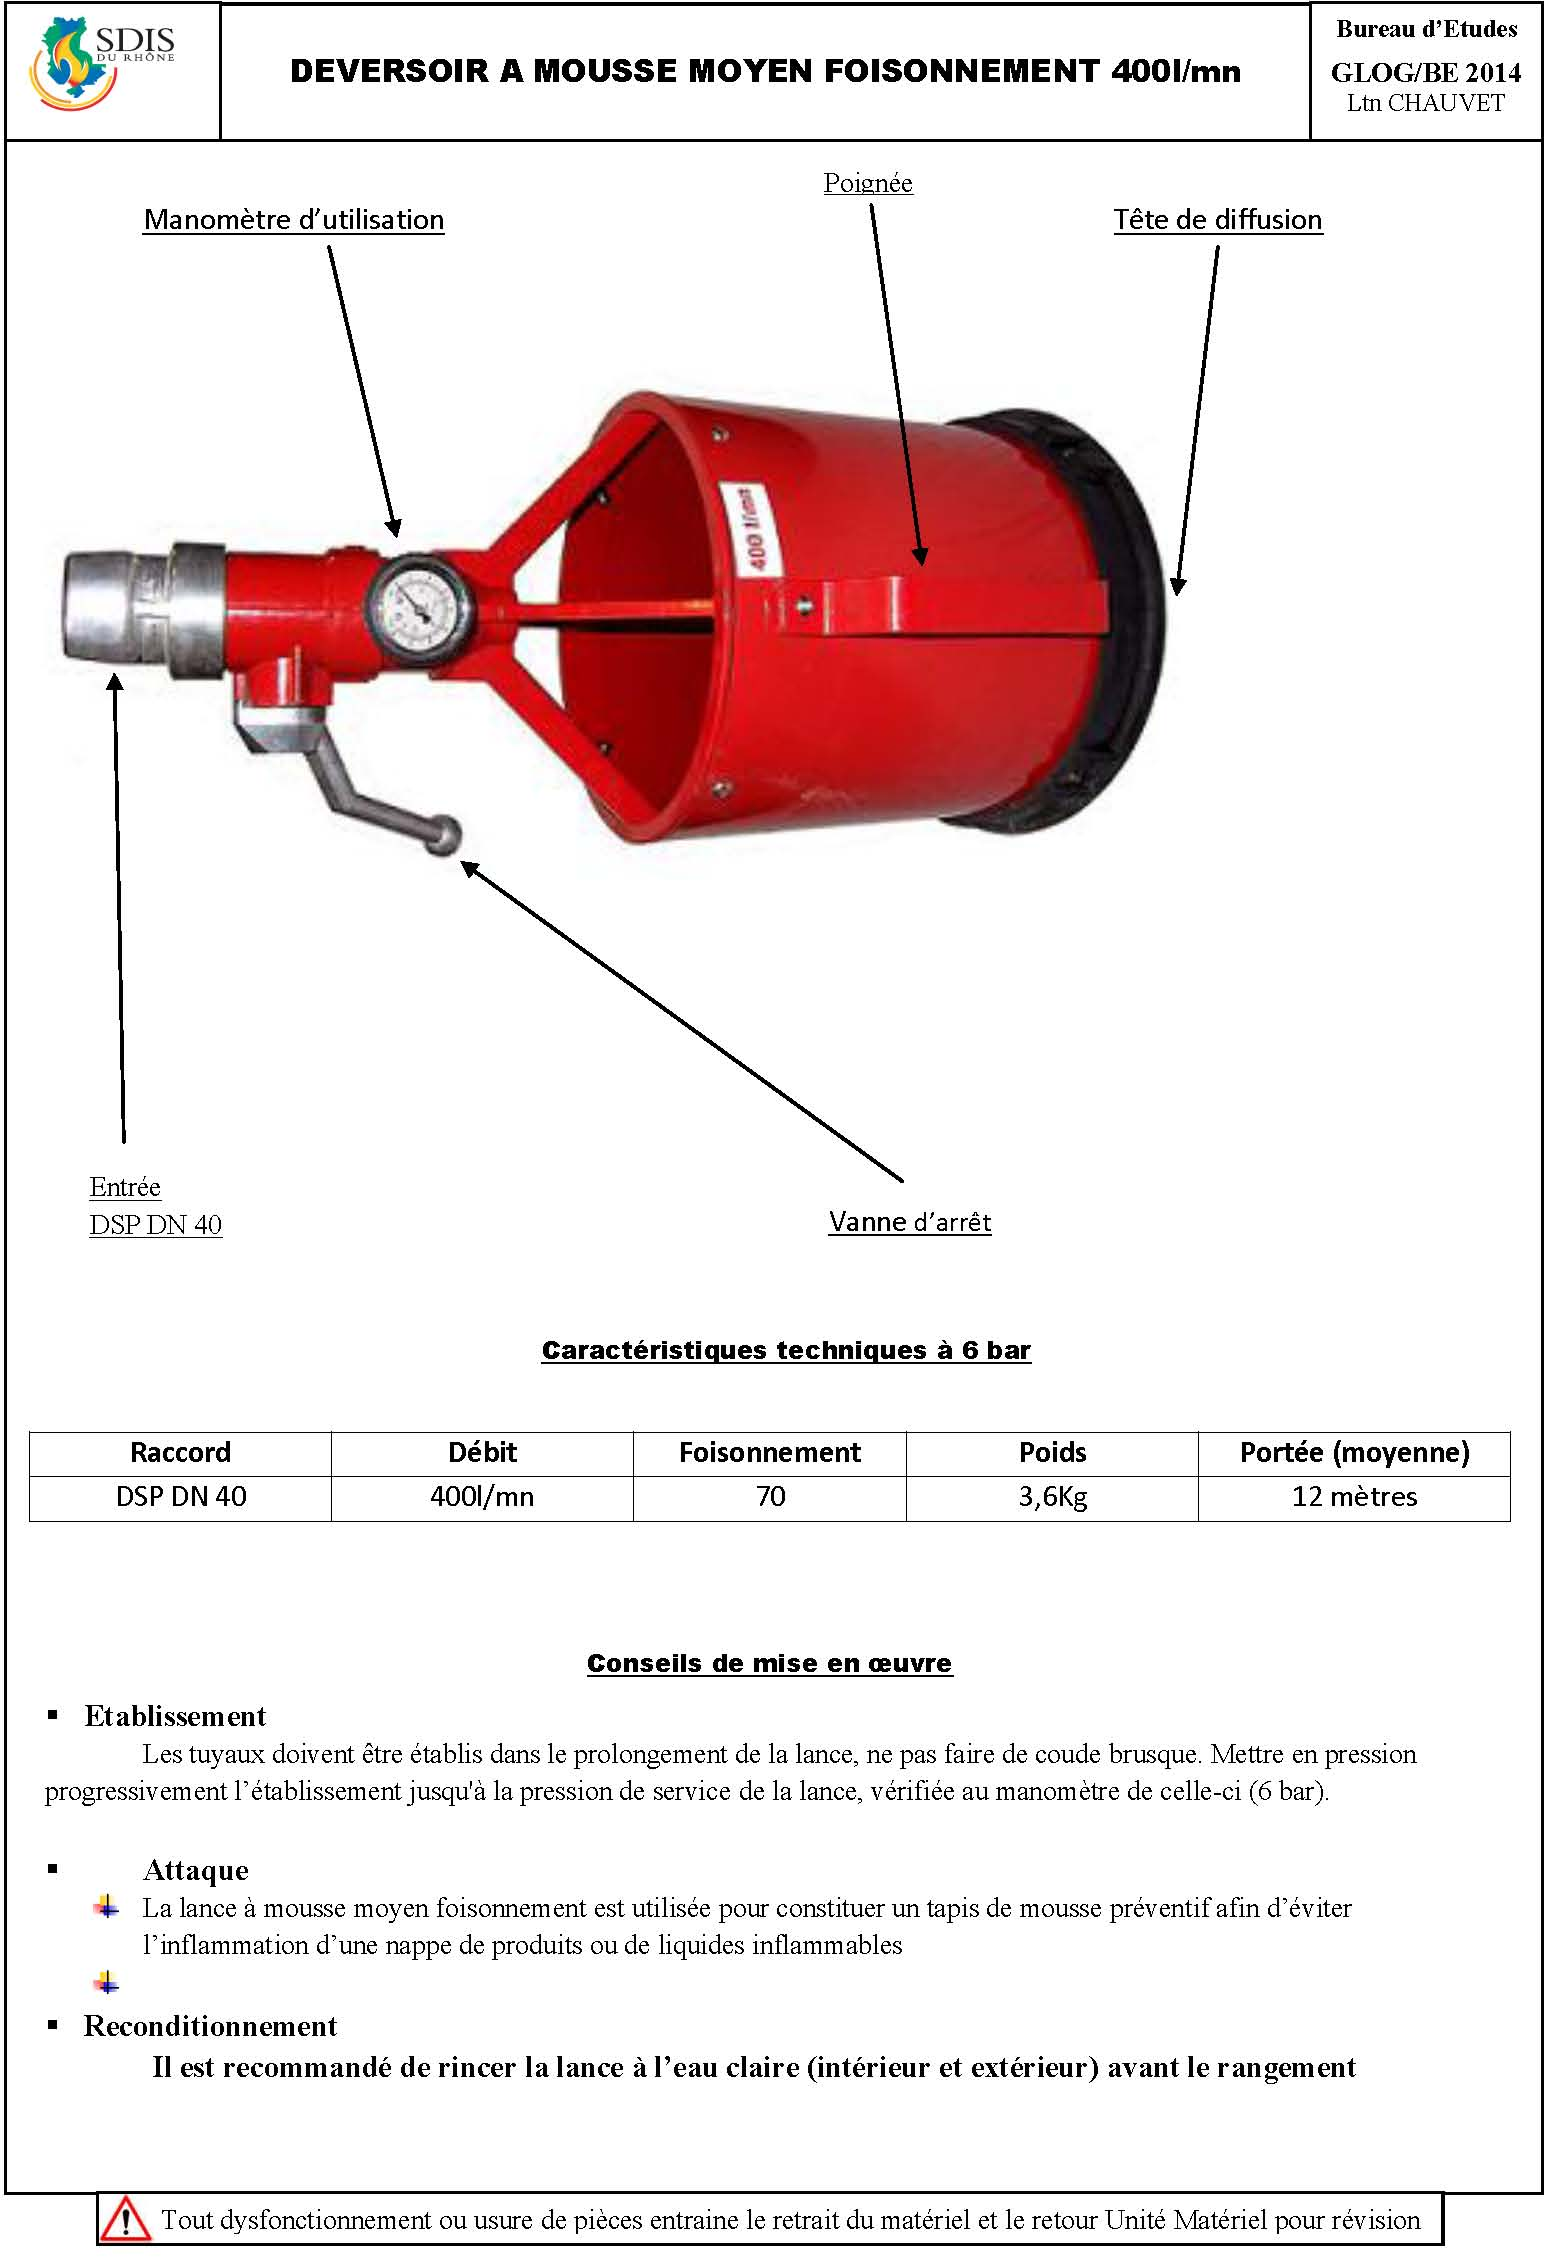 SDIS
DU RHÔNE
DEVERSOIR A MOUSSE MOYEN FOISONNEMENT 400l/mn
Bureau d’Etudes
GLOG/BE 2014
Ltn CHAUVET
Poignée
Manomètre d’utilisation
Tête de diffusion
400 l/mn
Entrée
DSP DN 40
Vanne d’arrêt
Caractéristiques techniques à 6 bar
Raccord Débit Foisonnement Poids Portée (moyenne)
DSP DN 40 400l/mn 70 3,6Kg 12 mètres
Conseils de mise en œuvre
▪ Etablissement
Les tuyaux doivent être établis dans le prolongement de la lance, ne pas faire de coude brusque. Mettre en pression
progressivement l’établissement jusqu'à la pression de service de la lance, vérifiée au manomètre de celle-ci (6 bar).
▪ Attaque
La lance à mousse moyen foisonnement est utilisée pour constituer un tapis de mousse préventif afin d’éviter
l’inflammation d’une nappe de produits ou de liquides inflammables
▪ Reconditionnement
Il est recommandé de rincer la lance à l’eau claire (intérieur et extérieur) avant le rangement
Tout dysfonctionnement ou usure de pièces entraine le retrait du matériel et le retour Unité Matériel pour révision